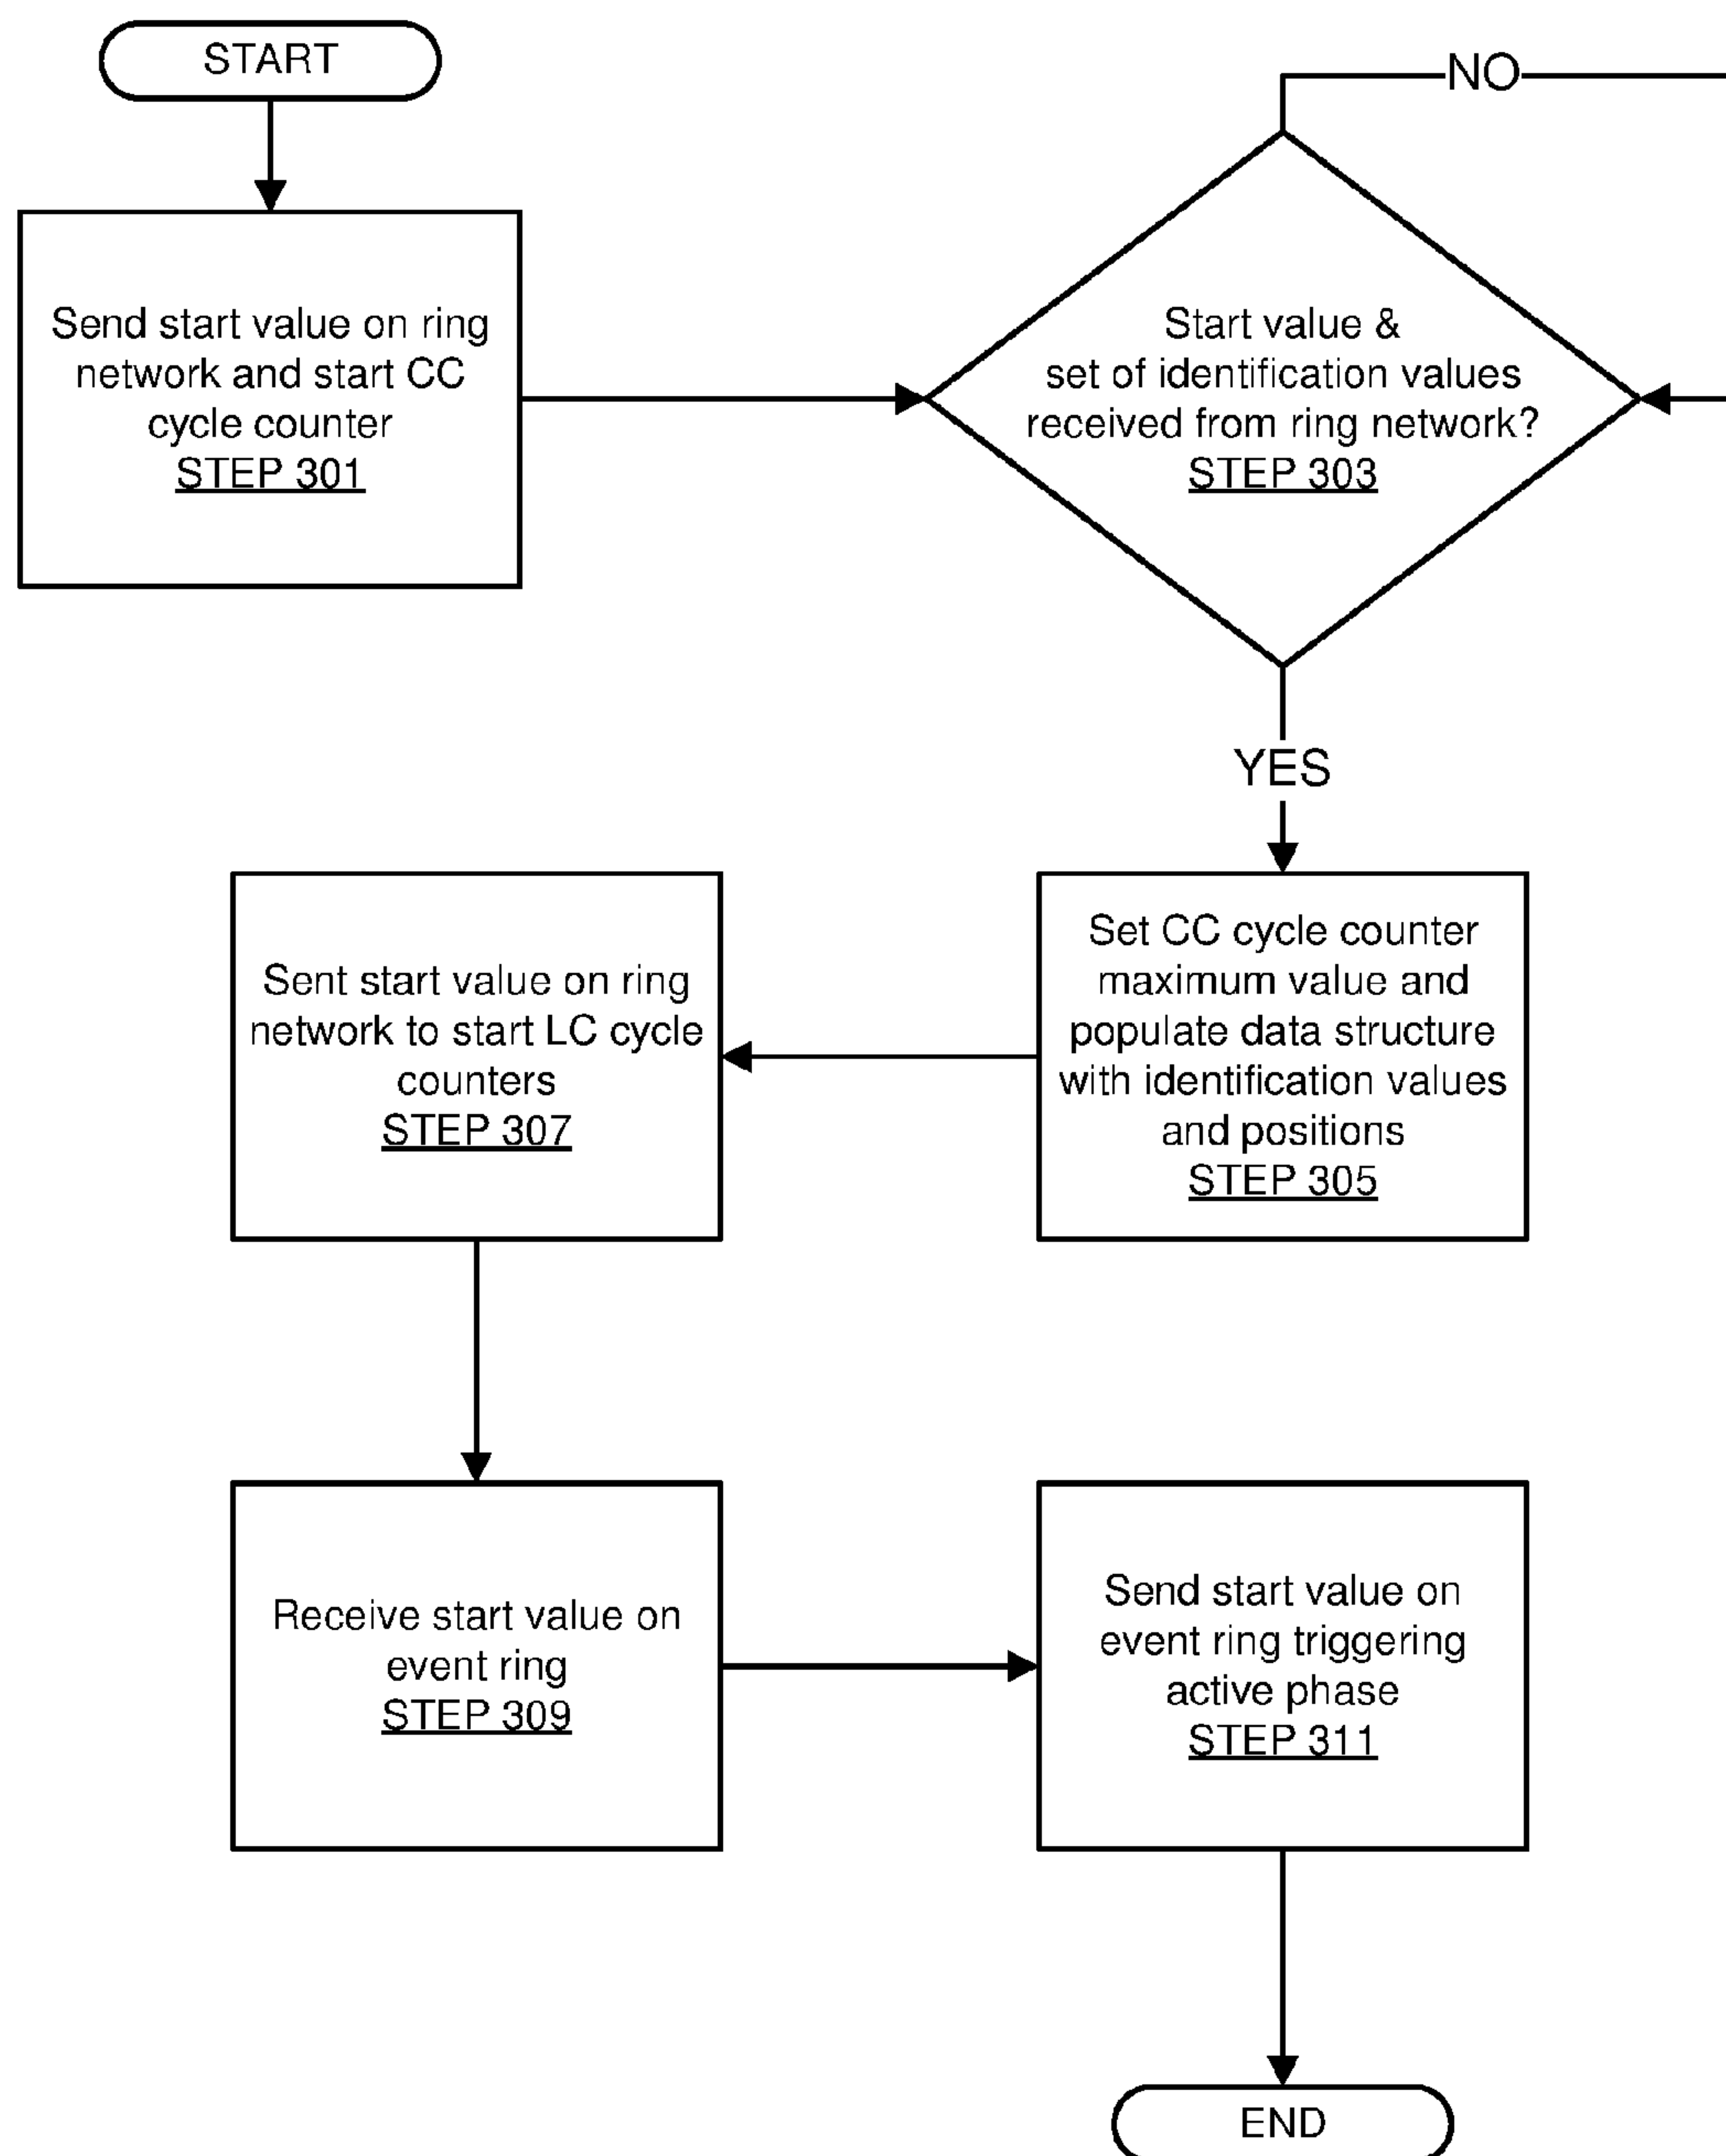 START
Send start value on ring
network and start CC
cycle counter
STEP 301
NO
Start value &
set of identification values
received from ring network?
STEP 303
YES
Set CC cycle counter
maximum value and
populate data structure
with identification values
and positions
STEP 305
Sent start value on ring
network to start LC cycle
counters
STEP 307
Receive start value on
event ring
STEP 309
Send start value on
event ring triggering
active phase
STEP 311
END